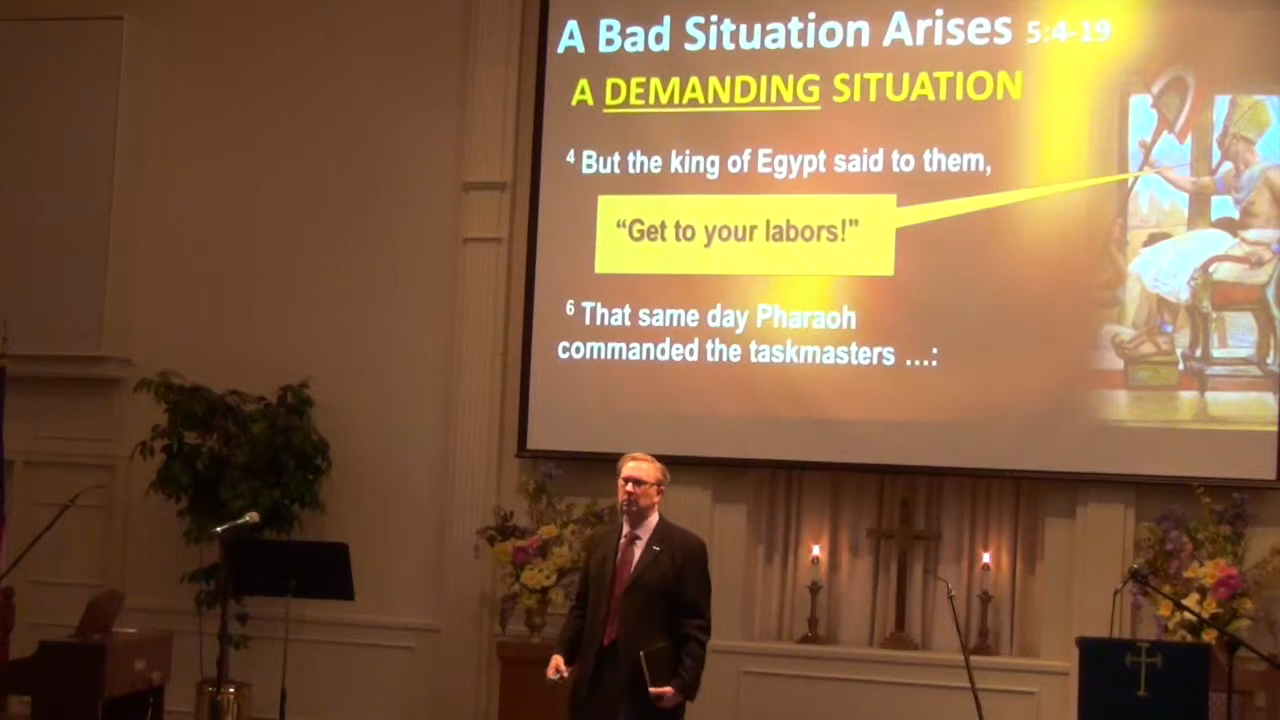 A Bad Situation Arises 5:4-19
A DEMANDING SITUATION
4 But the king of Egypt said to them,
“Get to your labors!"
6 That same day Pharaoh
commanded the taskmasters ...: